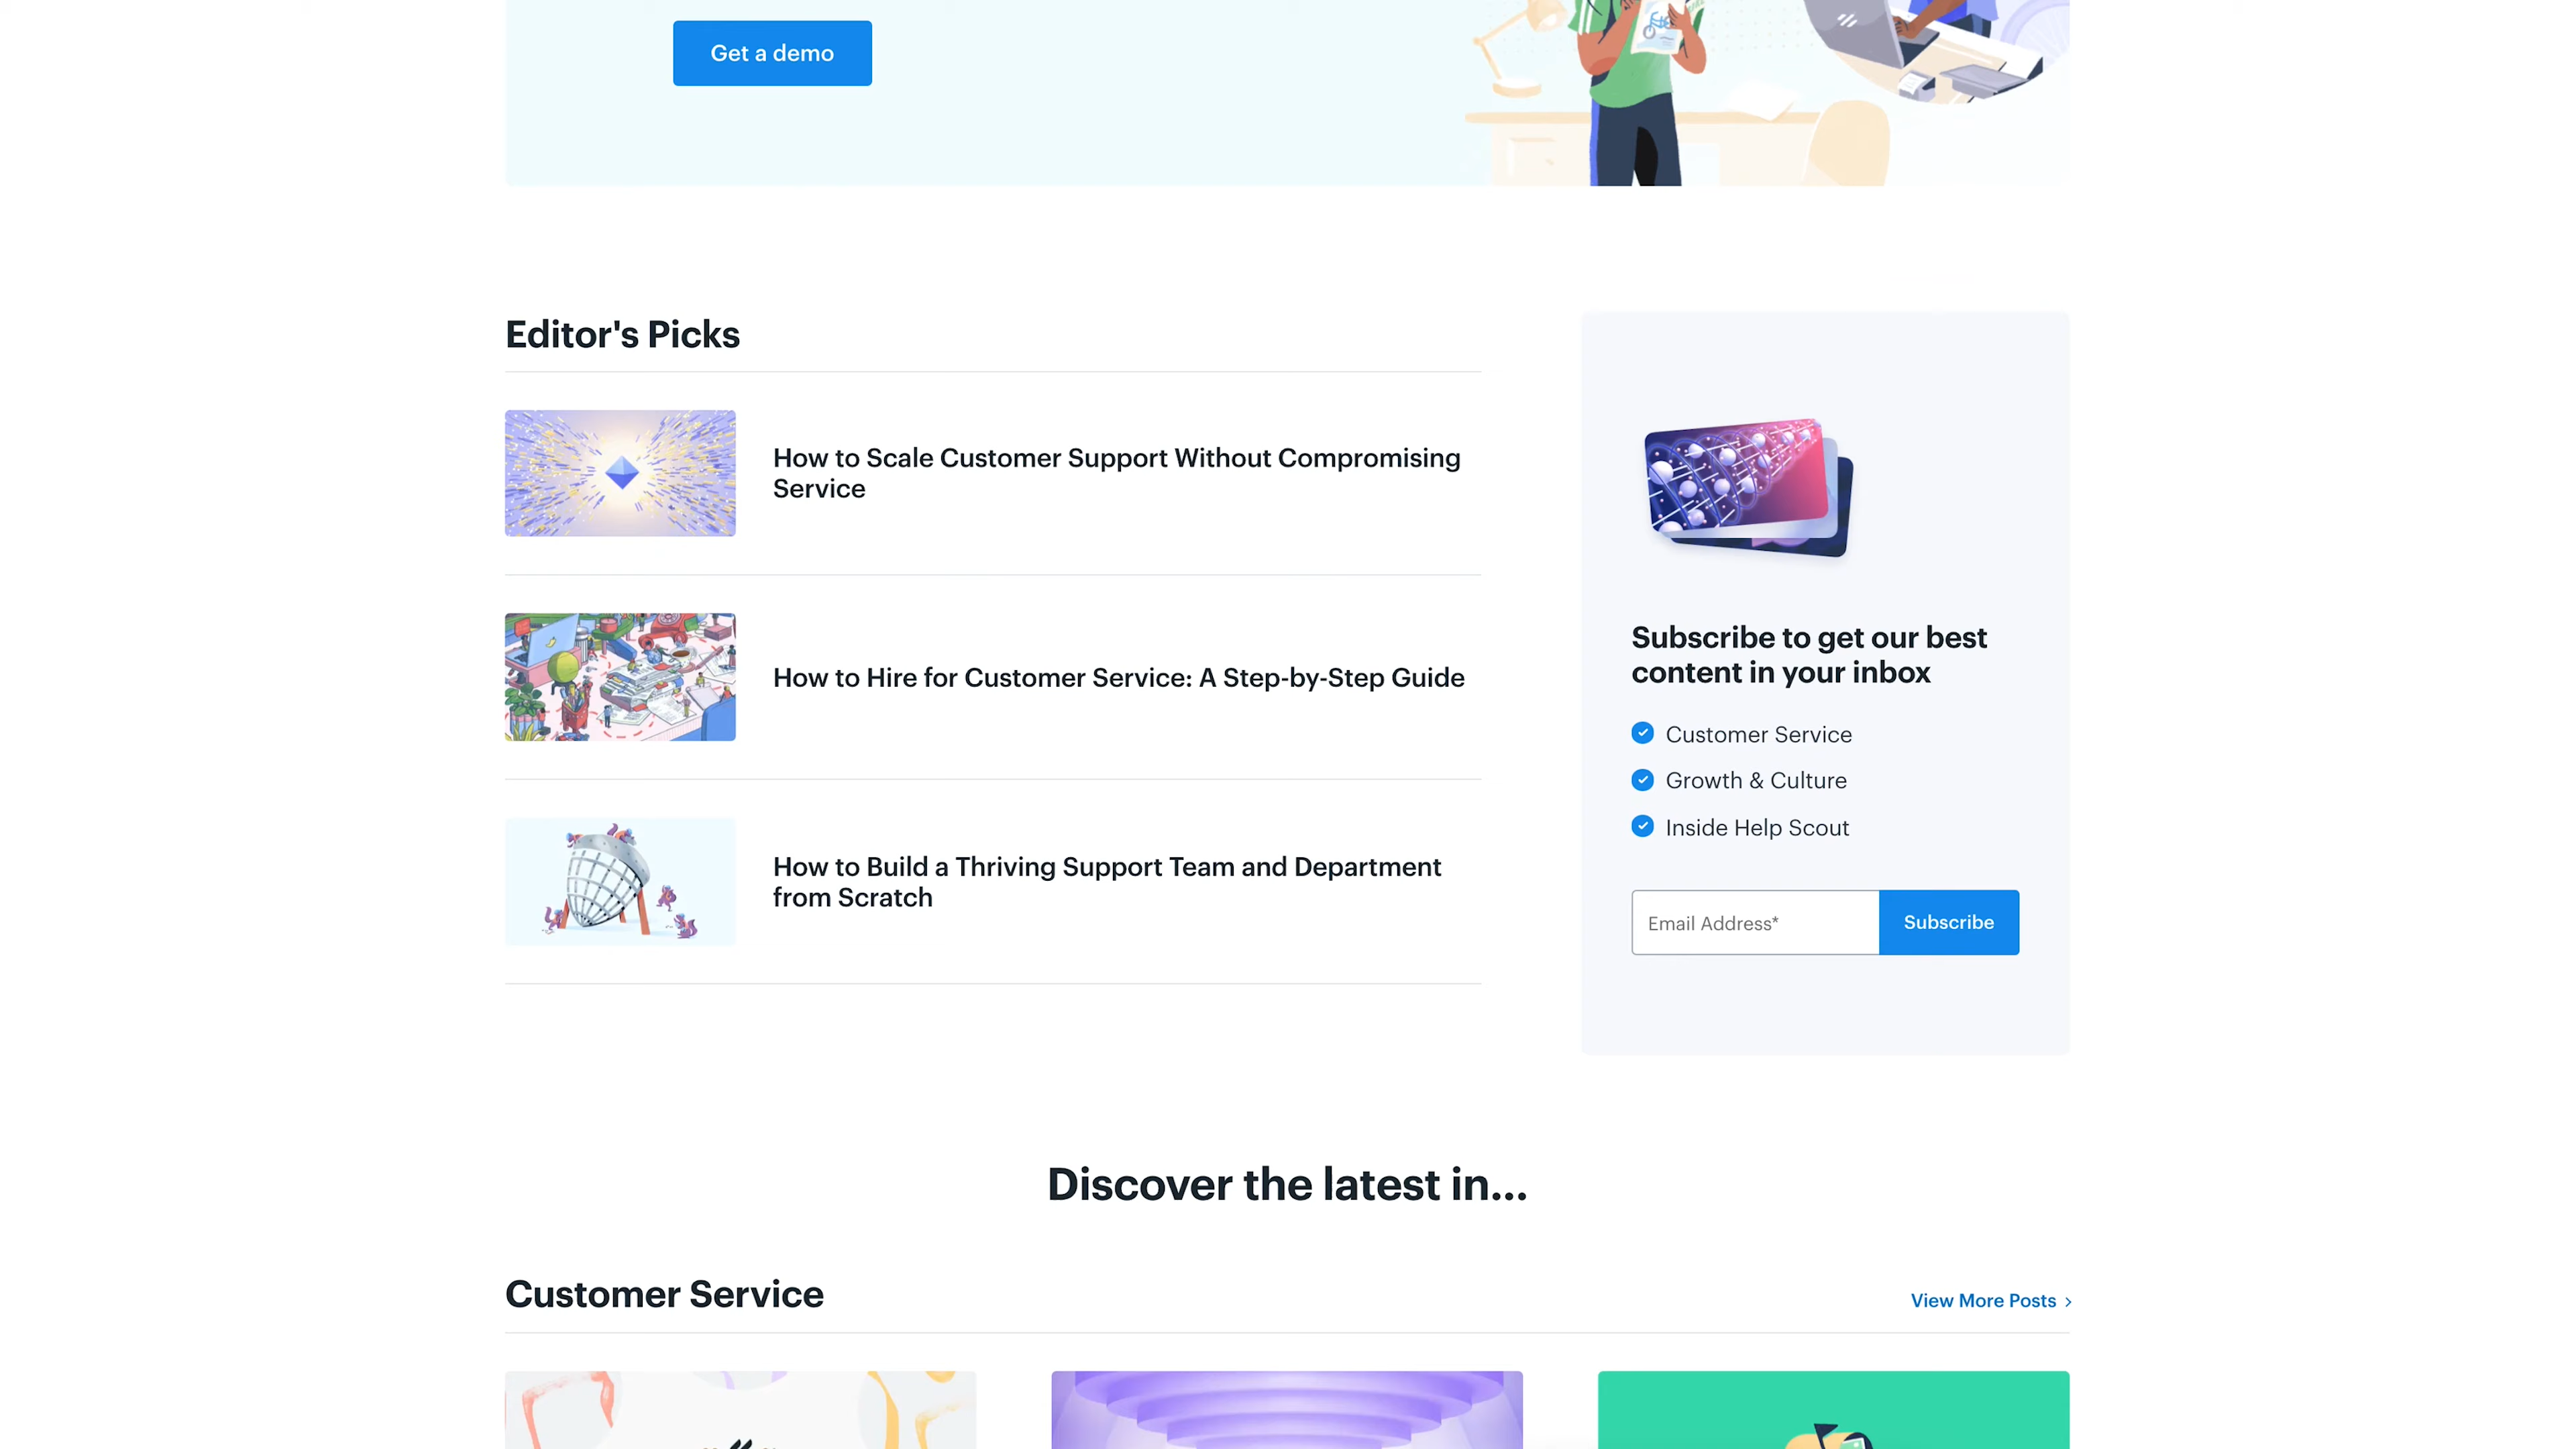 Get a demo
Editor's Picks
How to Scale Customer Support Without Compromising
Service
How to Hire for Customer Service: A Step-by-Step Guide
How to Build a Thriving Support Team and Department
from Scratch
Subscribe to get our best
content in your inbox
Customer Service
Growth & Culture
Inside Help Scout
Email Address*
Subscribe
Discover the latest in...
Customer Service
View More Posts